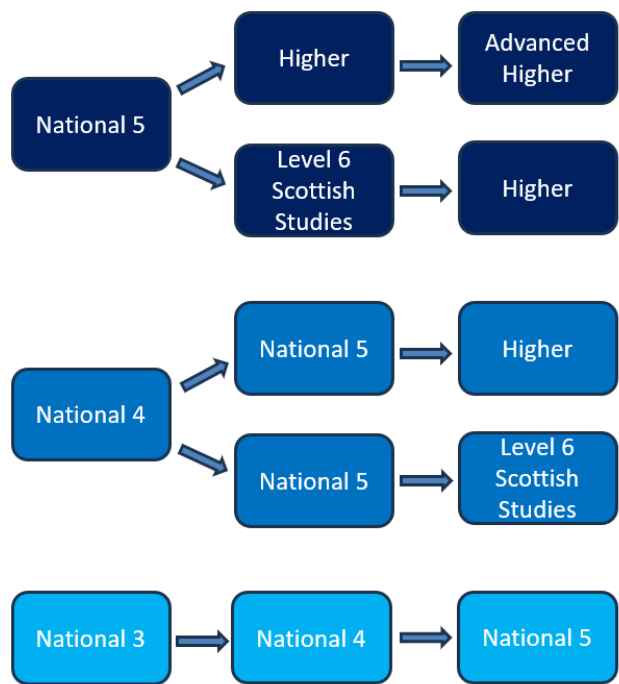 National 5
Higher
Advanced
Higher
Level 6
Scottish
Studies
Higher
National 4
National 5
Higher
National 5
Level 6
Scottish
Studies
National 3
National 4
National 5